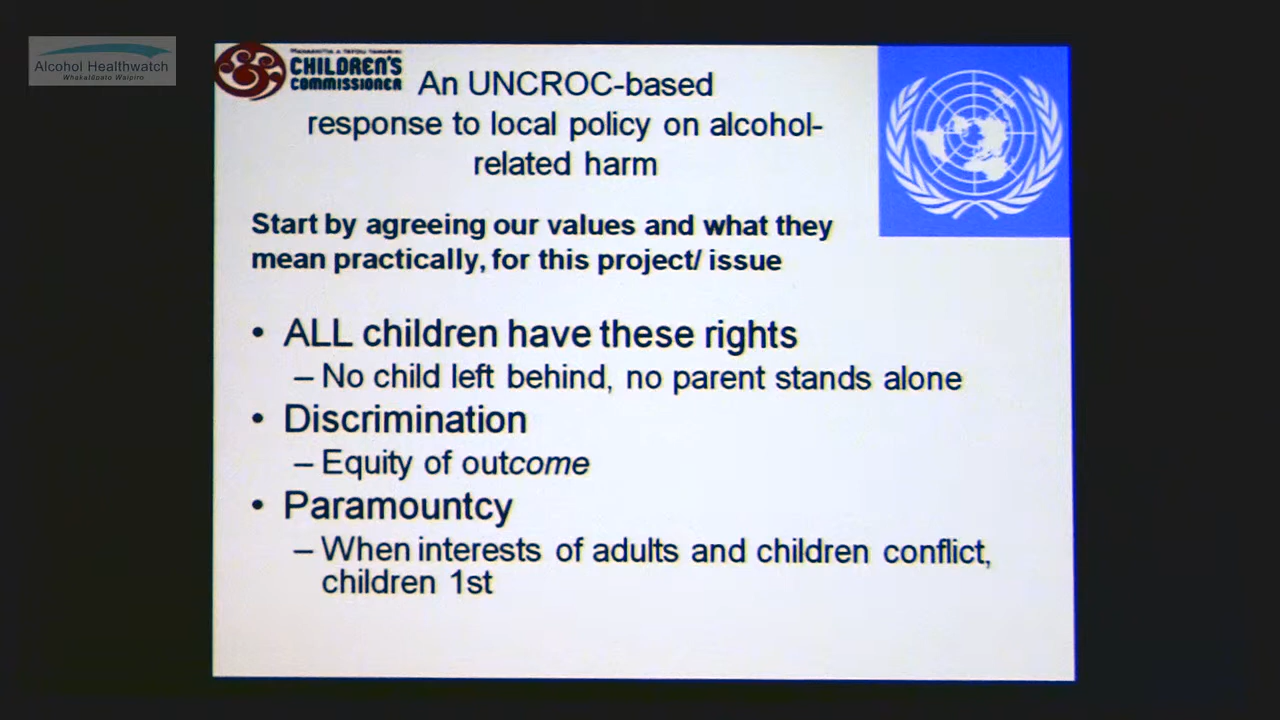 Alcohol Healthwatch
Whakatūpato Waipiro
CHILDREN'S
COMMISSIONER
An UNCROC-based
response to local policy on alcohol-
related harm
Start by agreeing our values and what they
mean practically, for this project/ issue
• ALL children have these rights
– No child left behind, no parent stands alone
• Discrimination
– Equity of outcome
• Paramountcy
– When interests of adults and children conflict,
children 1st